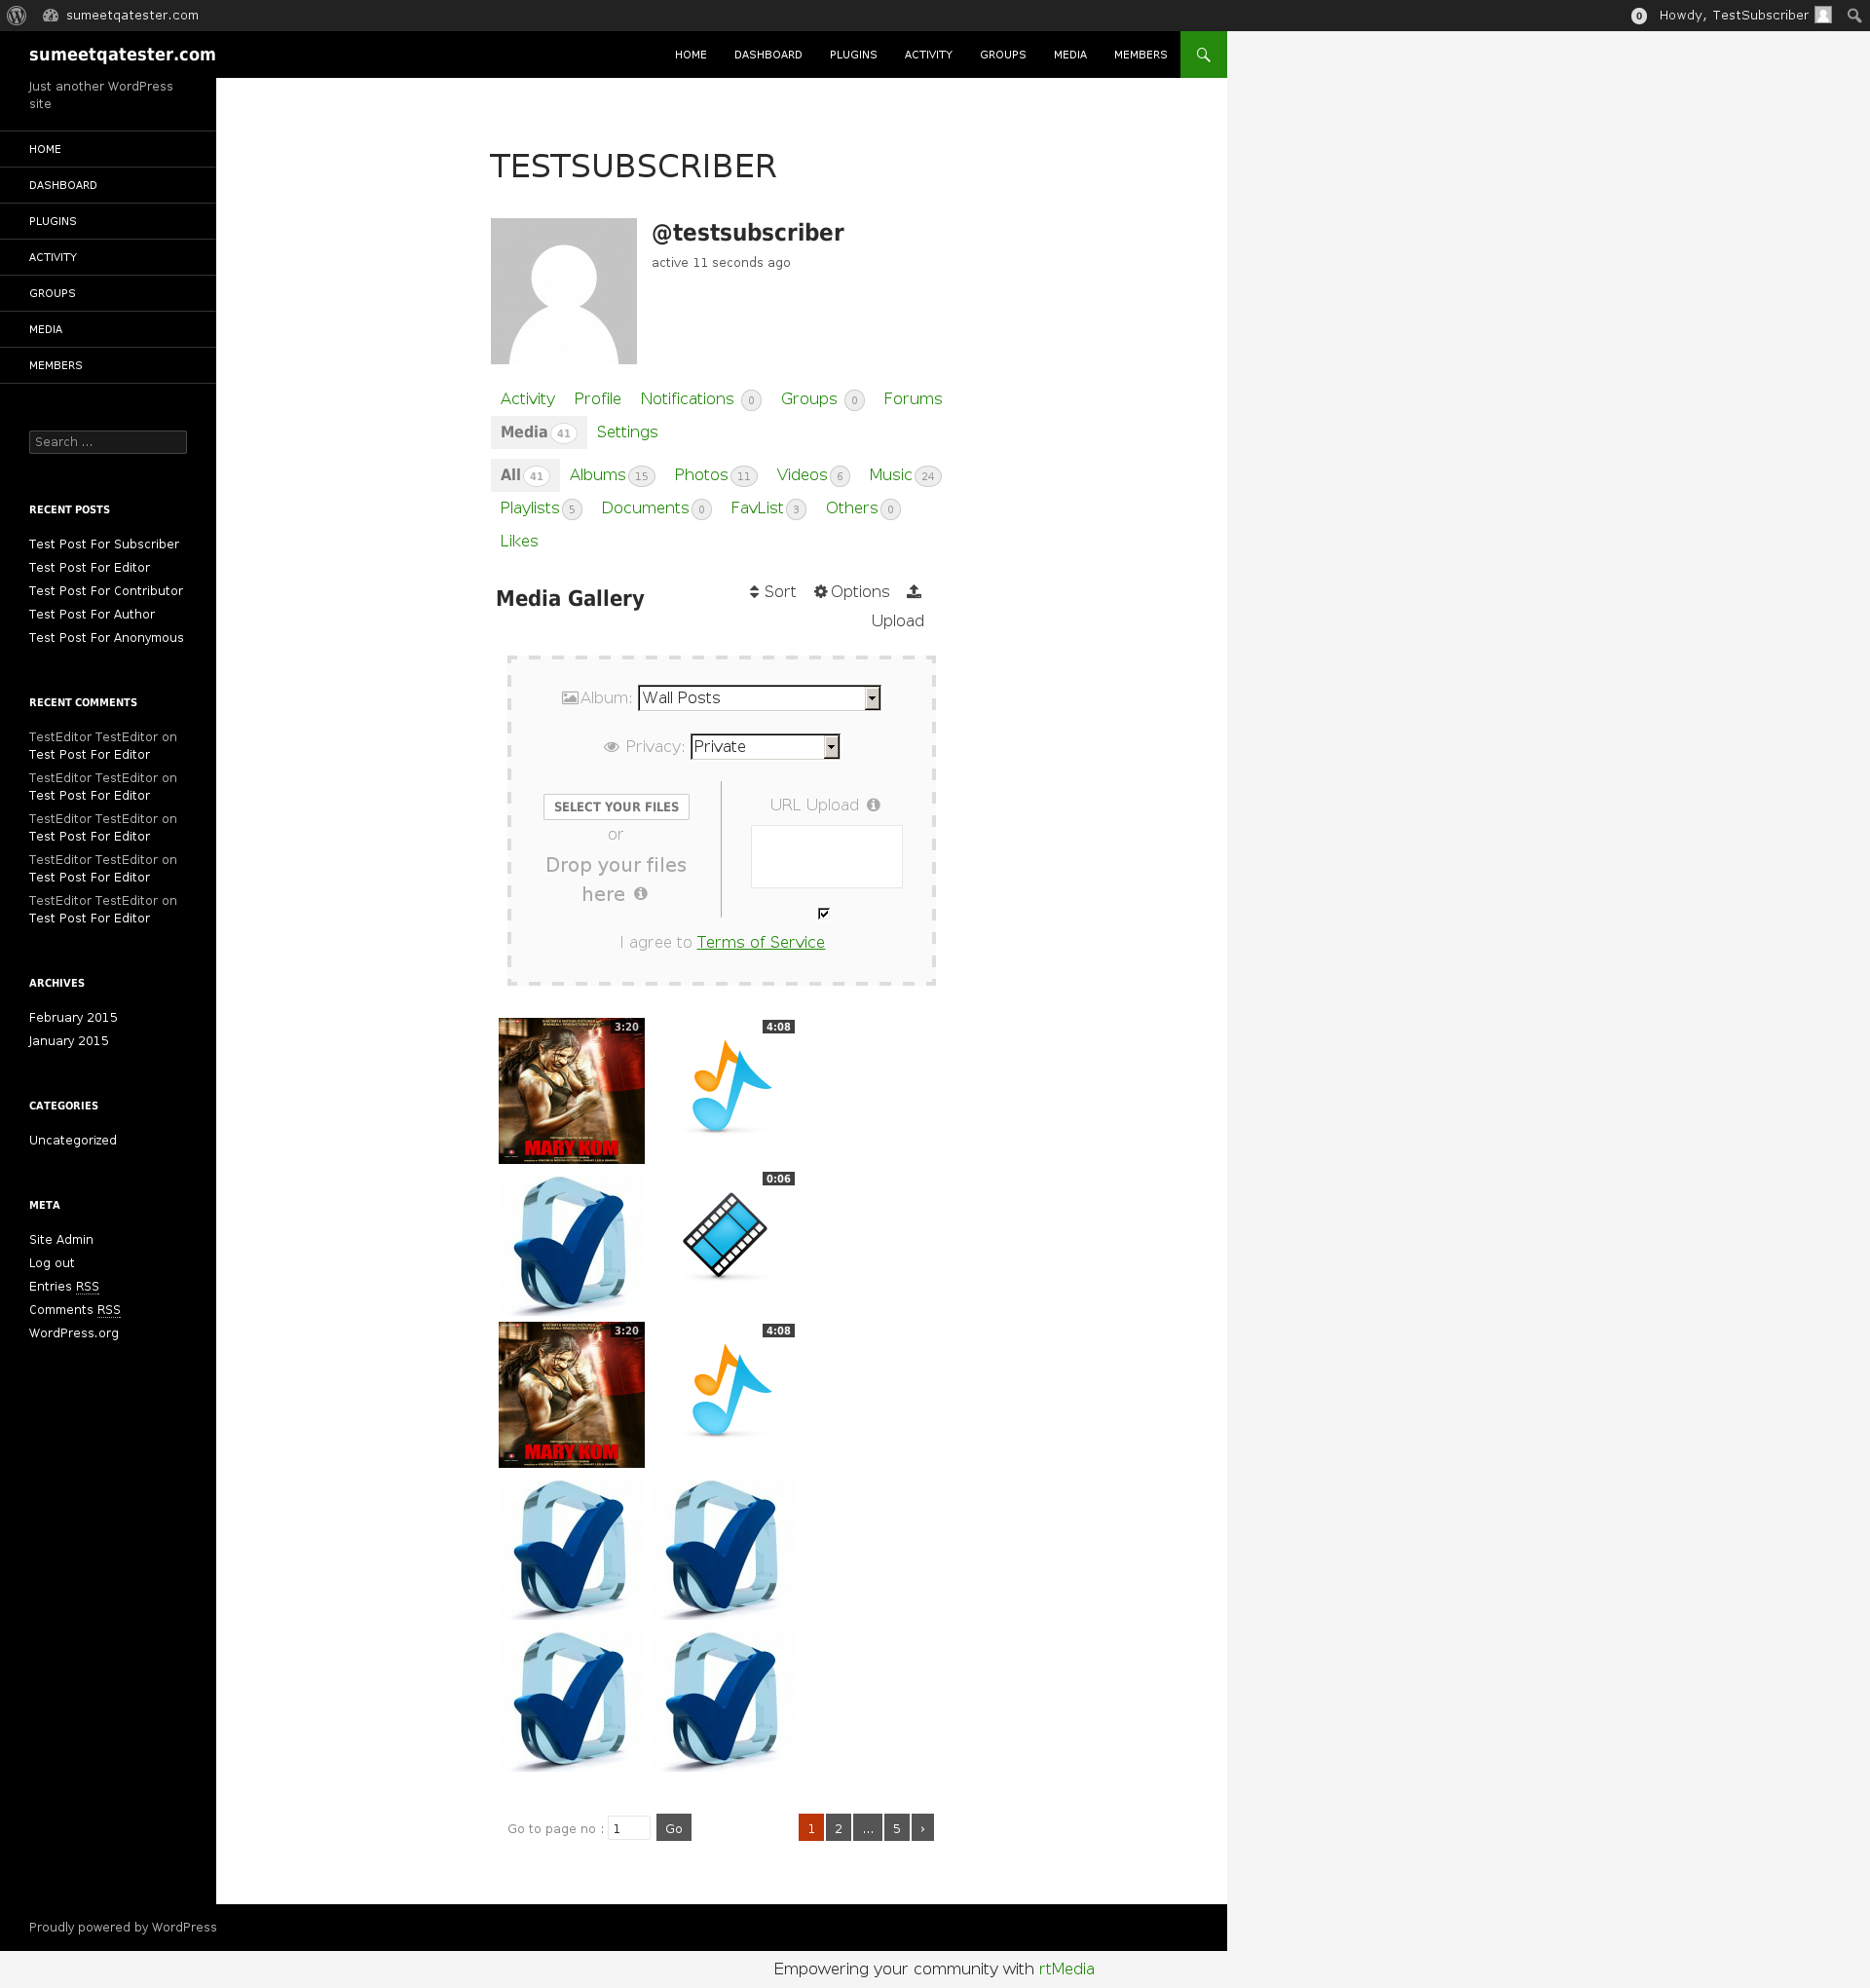 sumeetqatester.com
0 Howdy, TestSubscriber
sumeetqatester.com
HOME DASHBOARD PLUGINS ACTIVITY GROUPS MEDIA MEMBERS
Just another WordPress
site
HOME
DASHBOARD
PLUGINS
ACTIVITY
GROUPS
MEDIA
MEMBERS
Search ...
RECENT POSTS
Test Post For Subscriber
Test Post For Editor
Test Post For Contributor
Test Post For Author
Test Post For Anonymous
RECENT COMMENTS
TestEditor TestEditor on
Test Post For Editor
TestEditor TestEditor on
Test Post For Editor
TestEditor TestEditor on
Test Post For Editor
TestEditor TestEditor on
Test Post For Editor
TestEditor TestEditor on
Test Post For Editor
ARCHIVES
February 2015
January 2015
CATEGORIES
Uncategorized
META
Site Admin
Log out
Entries RSS
Comments RSS
WordPress.org
TESTSUBSCRIBER
@testsubscriber
active 11 seconds ago
Activity Profile Notifications 0 Groups 0 Forums
Media 41 Settings
All 41 Albums 15 Photos 11 Videos 6 Music 24
Playlists 5 Documents 0 FavList 3 Others 0
Likes
Media Gallery
Sort Options
Upload
Album: Wall Posts
Privacy: Private
SELECT YOUR FILES
or
Drop your files
here
URL Upload
I agree to Terms of Service
3:20
MARY KOM
4:08
0:06
3:20
MARY KOM
4:08
Go to page no : 1 Go
1 2 ... 5 ›
Proudly powered by WordPress
Empowering your community with rtMedia